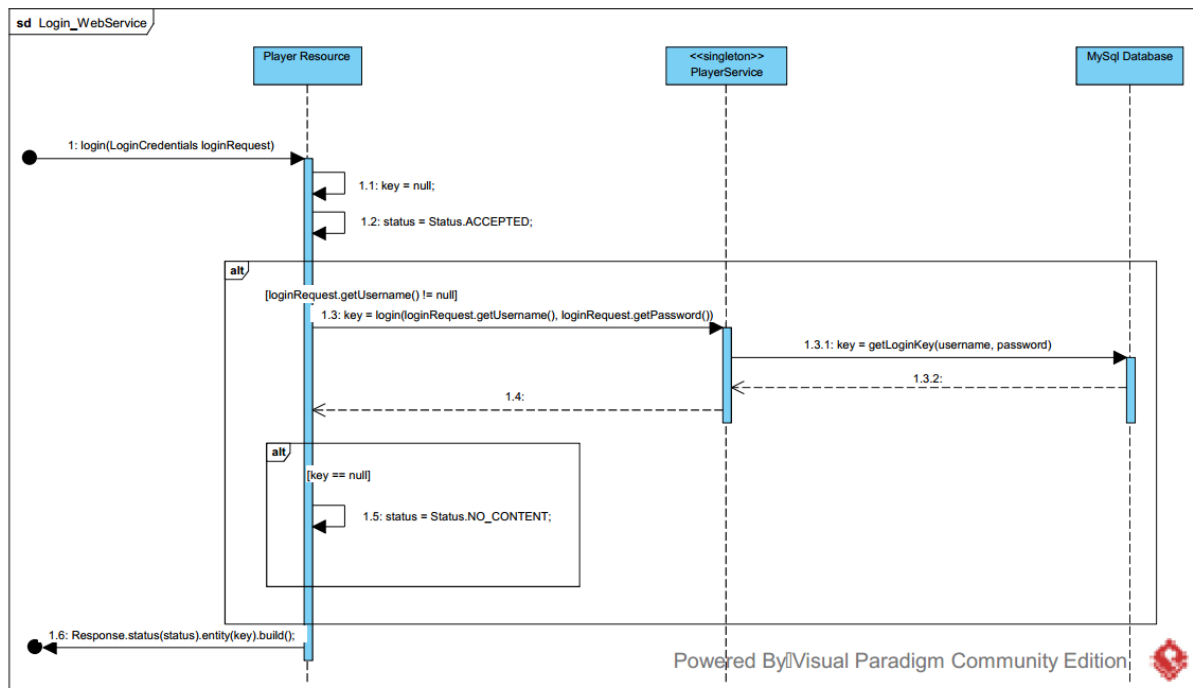 sd Login_WebService
Player Resource
<<singleton>>
PlayerService
MySql Database
1: login(LoginCredentials loginRequest)
1.1: key = null;
1.2: status = Status.ACCEPTED;
alt
[loginRequest.getUsername() != null]
1.3: key = login(loginRequest.getUsername(), loginRequest.getPassword())
1.3.1: key = getLoginKey(username, password)
1.3.2:
1.4:
alt
[key == null]
1.5: status = Status.NO_CONTENT;
1.6: Response.status(status).entity(key).build();
Powered By Visual Paradigm Community Edition